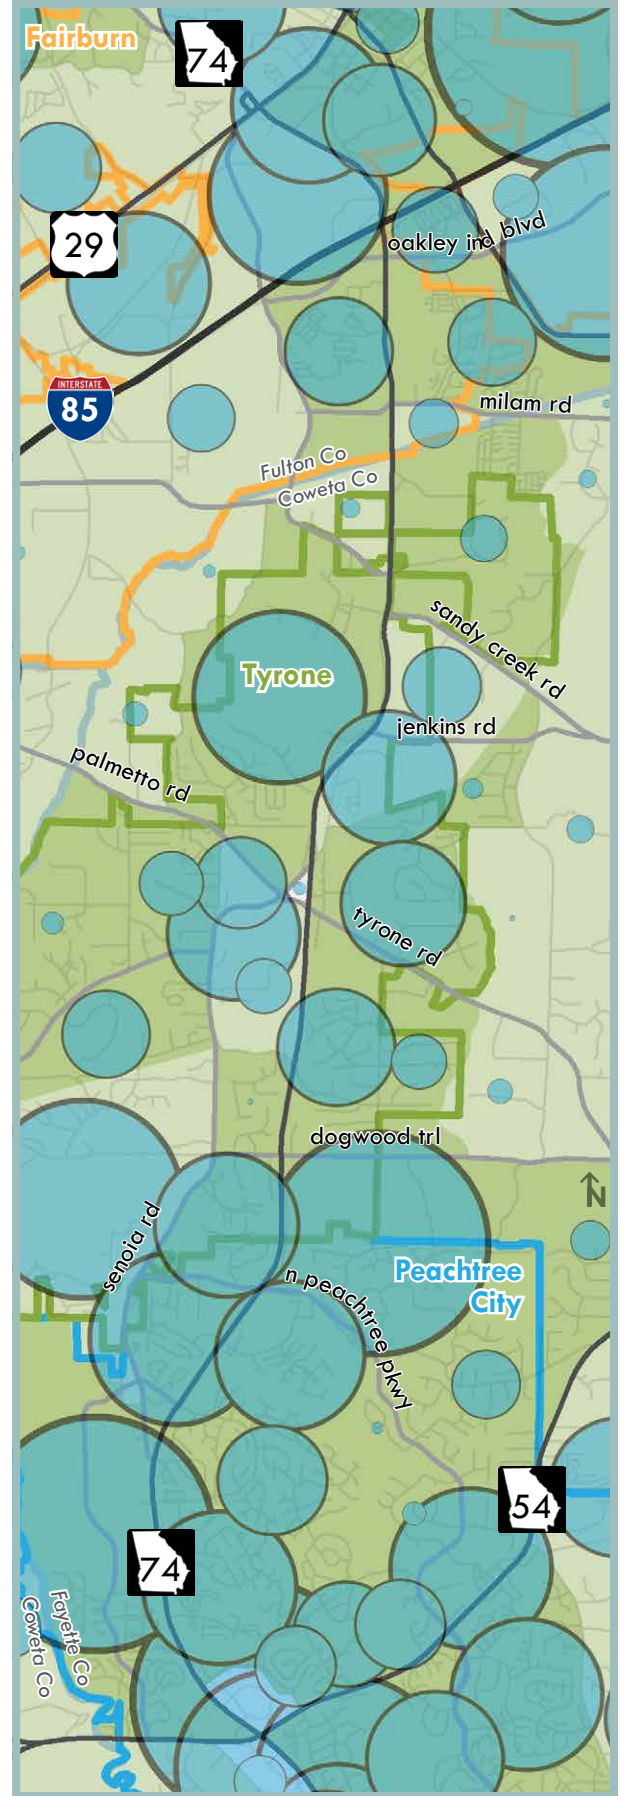 Fairburn
74
29
oakley ind blvd
INTERSTATE
85
milam rd
Fulton Co
Coweta Co
sandy creek rd
Tyrone
jenkins rd
palmetto rd
tyrone rd
dogwood trl
N
senoia rd
Peachtree
City
n peachtree pkwy
54
74
Fayette Co
Coweta Co